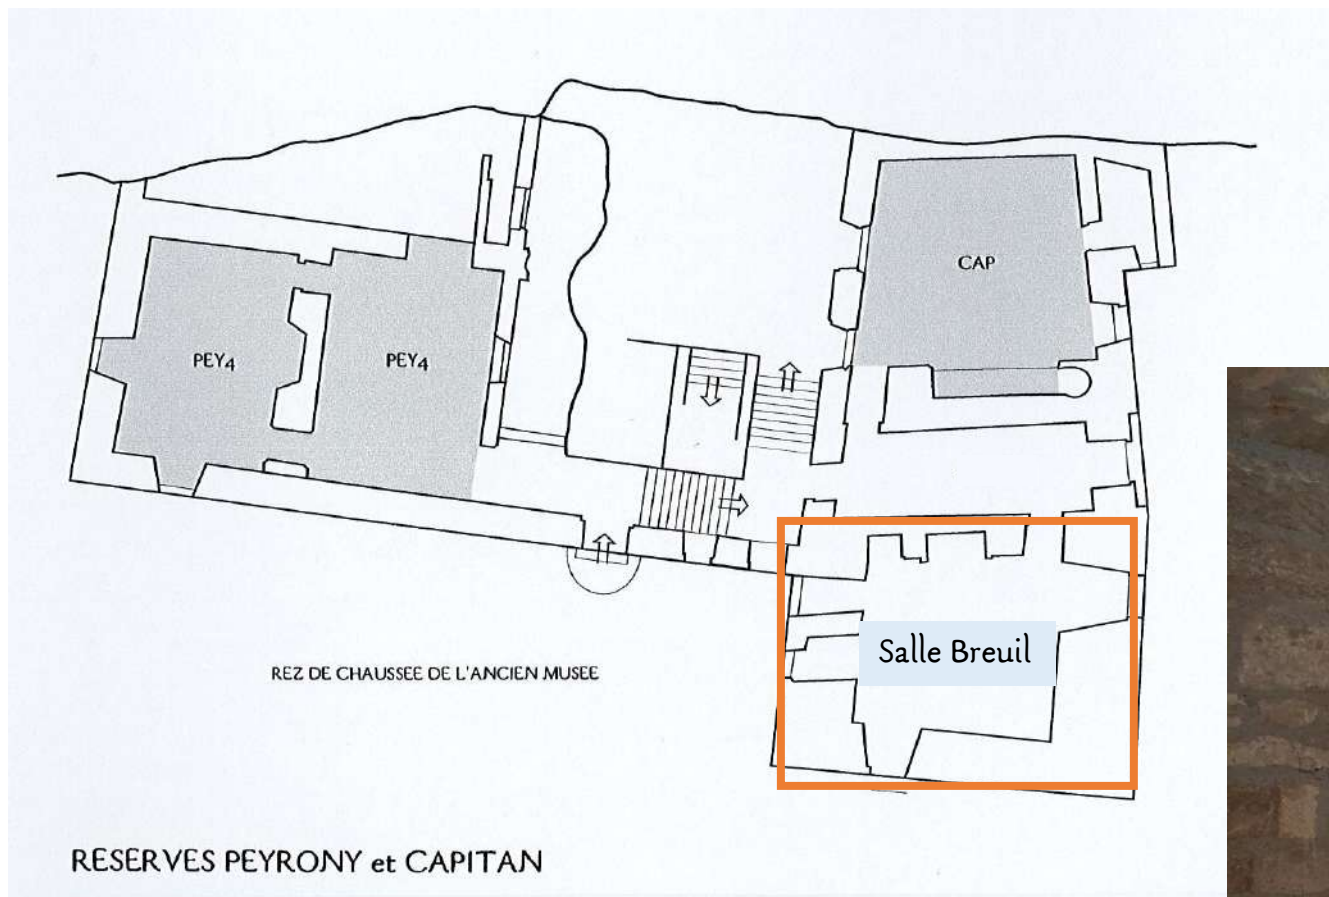 CAP
PEY4
PEY4
Salle Breuil
REZ DE CHAUSSEE DE L'ANCIEN MUSEE
RESERVES PEYRONY et CAPITAN